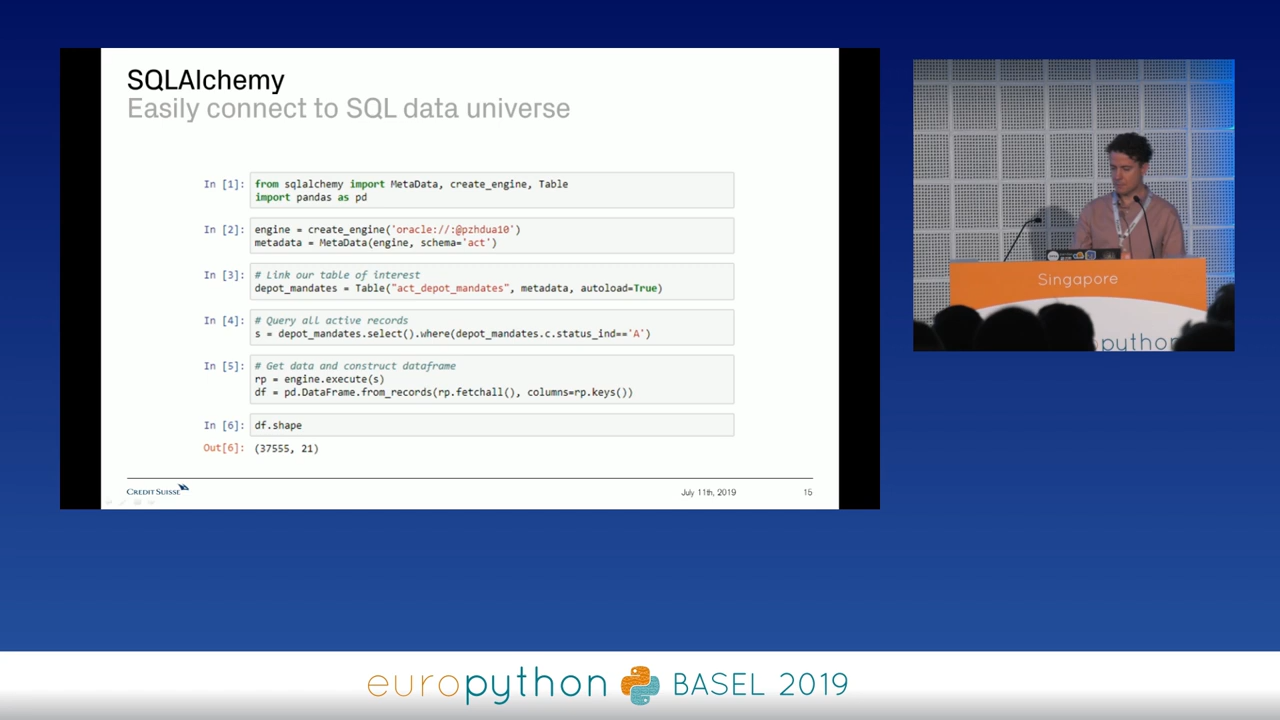 SQLAlchemy
Easily connect to SQL data universe
In [1]: from sqlalchemy import MetaData, create_engine, Table
import pandas as pd
In [2]: engine = create_engine('oracle://:@pzhdua10')
metadata = MetaData(engine, schema='act')
In [3]: # Link our table of interest
depot_mandates = Table("act_depot_mandates", metadata, autoload=True)
In [4]: # Query all active records
s = depot_mandates.select().where(depot_mandates.c.status_ind=='A')
In [5]: # Get data and construct dataframe
rp = engine.execute(s)
df = pd.DataFrame.from_records(rp.fetchall(), columns=rp.keys())
In [6]: df.shape
Out[6]: (37555, 21)
CREDIT SUISSE
July 11th, 2019
15
Singapore
python
europython BASEL 2019